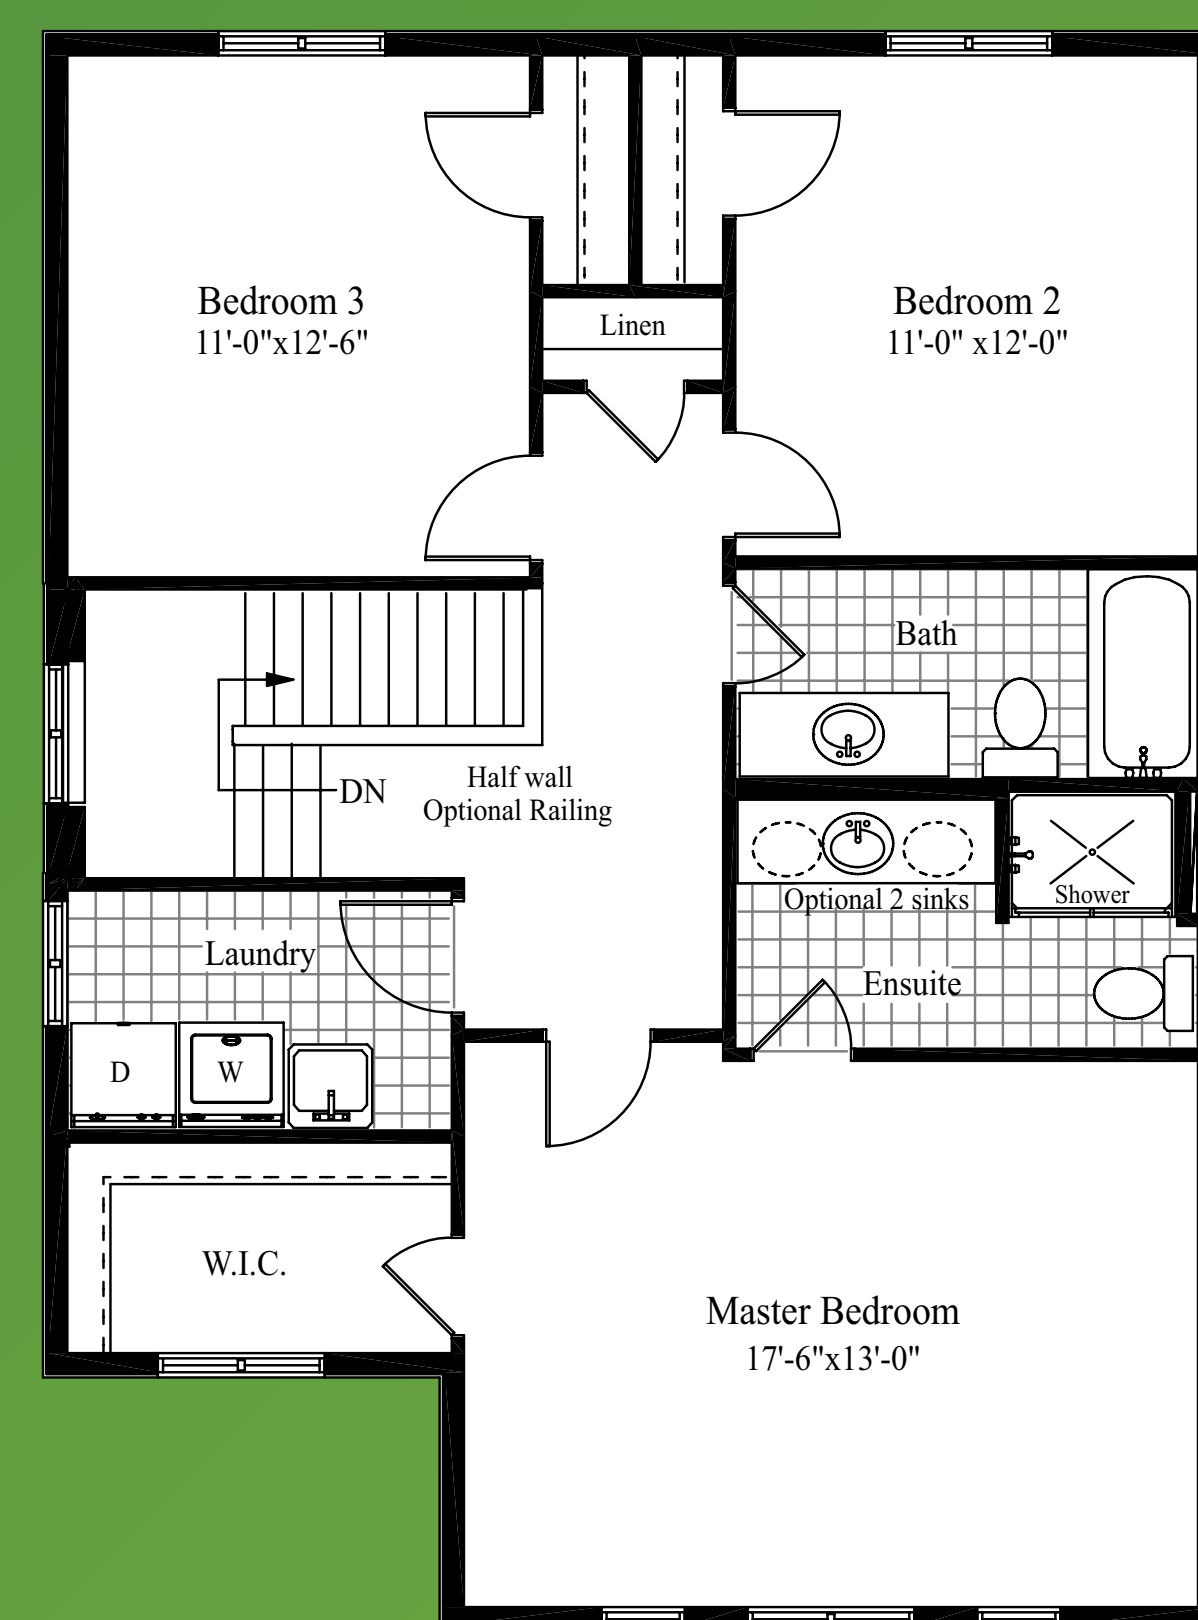 Bedroom 3
11'-0"x12'-6"
Linen
Bedroom 2
11'-0" x12'-0"
Bath
DN
Half wall
Optional Railing
Optional 2 sinks
Shower
Laundry
Ensuite
D
W
W.I.C.
Master Bedroom
17'-6"x13'-0"